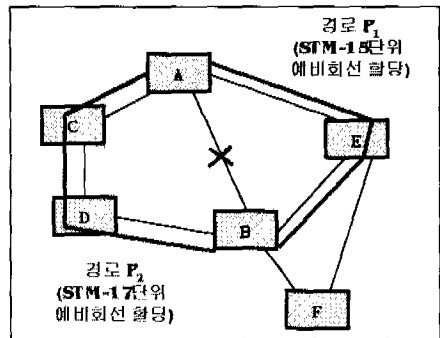 경로 P₁
(STM-1 5단위
예비회선 할당)
A
C
E
D
B
경로 P₂
(STM-1 7단위
예비회선 할당)
F